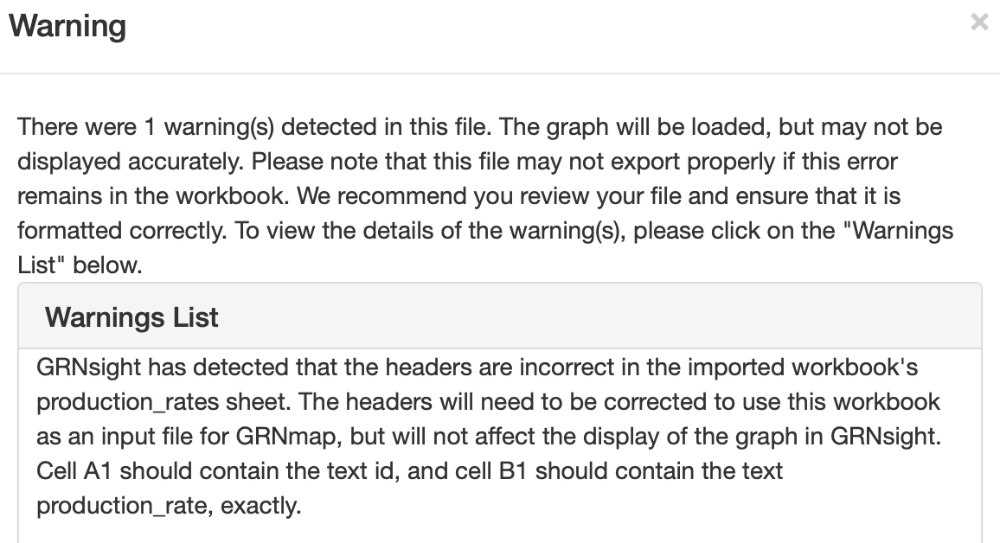 Warning
×
There were 1 warning(s) detected in this file. The graph will be loaded, but may not be
displayed accurately. Please note that this file may not export properly if this error
remains in the workbook. We recommend you review your file and ensure that it is
formatted correctly. To view the details of the warning(s), please click on the "Warnings
List" below.
Warnings List
GRNsight has detected that the headers are incorrect in the imported workbook's
production_rates sheet. The headers will need to be corrected to use this workbook
as an input file for GRNmap, but will not affect the display of the graph in GRNsight.
Cell A1 should contain the text id, and cell B1 should contain the text
production_rate, exactly.